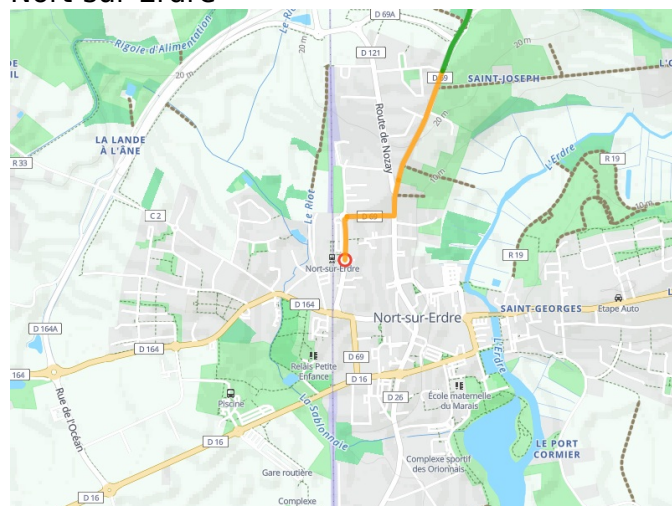 Nort-sur-Erdre
D 69A
Le Riot
Rigole d'Alimentation
20 m
D 121
20 m
D 69
SAINT-JOSEPH
Route de Nozay
20 m
LA LANDE
À L'ÂNE
L'Erdre
R 33
R 19
10 m
10 m
Le Riot
C 2
D 69
R 19
Nort-sur-Erdre
D 164
SAINT-GEORGES
Etape Auto
Nort-sur-Erdre
D 164A
L'Erdre
D 164
164
D 69
Relais Petite
Enfance
D 16
École maternelle
du Marais
D 26
Piscine
La Sablonnaie
Rue de l'Océan
D 16
LE PORT
CORMIER
Complexe sportif
des Orionnais
Gare routière
D 16
Complexe